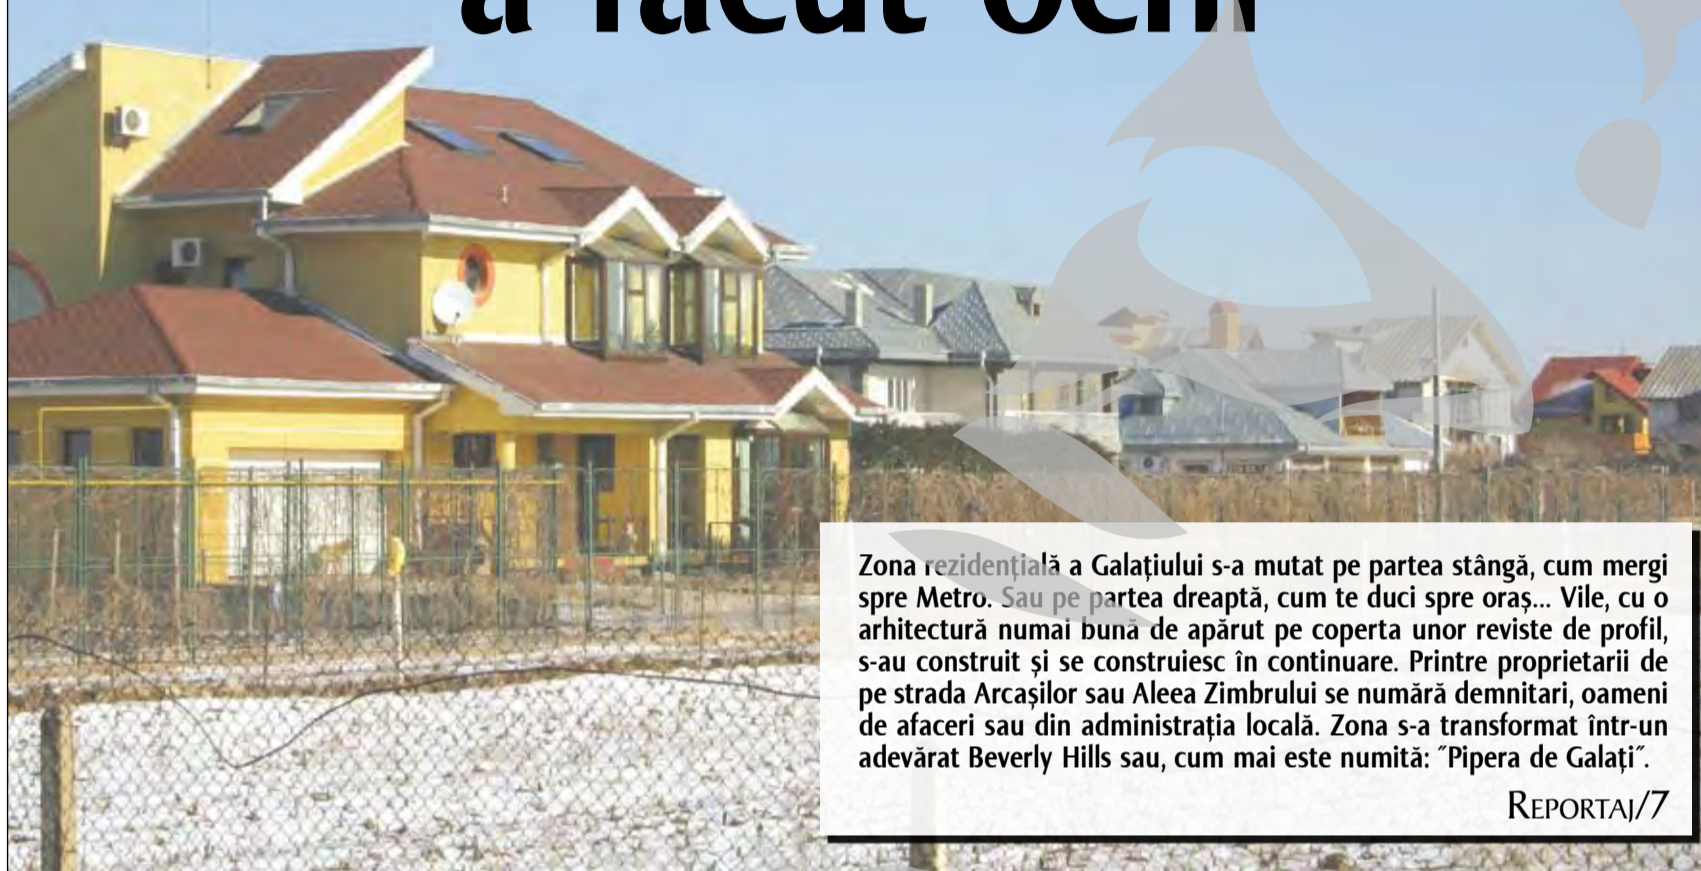 a făcut ochi
Zona rezidențială a Galațiului s-a mutat pe partea stângă, cum mergi
spre Metro. Sau pe partea dreaptă, cum te duci spre oraș... Vile, cu o
arhitectură numai bună de apărut pe coperta unor reviste de profil,
s-au construit și se construiesc în continuare. Printre proprietarii de
pe strada Arcașilor sau Aleea Zimbrului se numără demnitari, oameni
de afaceri sau din administrația locală. Zona s-a transformat într-un
adevărat Beverly Hills sau, cum mai este numită: ˝Pipera de Galați˝.
REPORTAJ/7